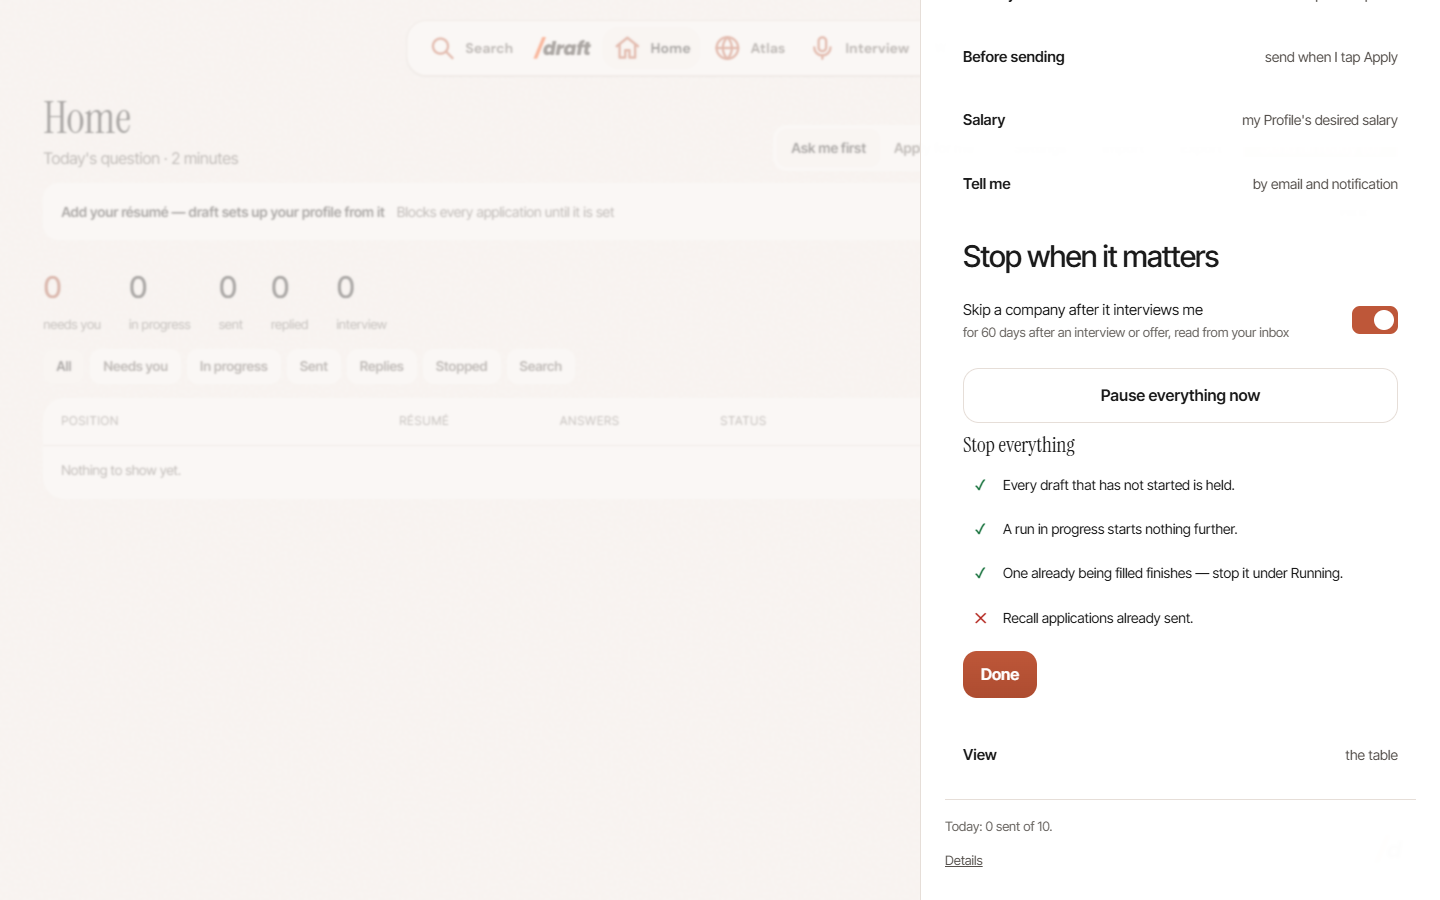 Search
/draft
Home
Atlas
Interview
Home
Today's question · 2 minutes
Ask me first
App
Add your résumé — draft sets up your profile from it Blocks every application until it is set
0 0 0 0 0
needs you in progress sent replied interview
All Needs you In progress Sent Replies Stopped Search
POSITION RÉSUMÉ ANSWERS STATUS
Nothing to show yet.
Before sending send when I tap Apply
Salary my Profile's desired salary
Tell me by email and notification
Stop when it matters
Skip a company after it interviews me
for 60 days after an interview or offer, read from your inbox
Pause everything now
Stop everything
✓ Every draft that has not started is held.
✓ A run in progress starts nothing further.
✓ One already being filled finishes — stop it under Running.
✕ Recall applications already sent.
Done
View the table
Today: 0 sent of 10.
Details